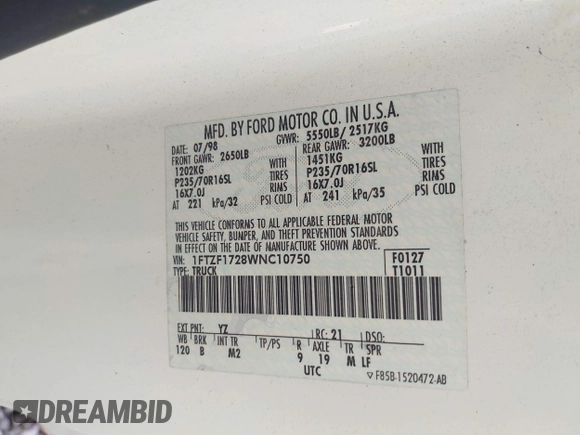 MFD. BY FORD MOTOR CO. IN U.S.A.
DATE: 07/98 GVWR: 5550LB/ 2517KG
FRONT GAWR: 2650LB REAR GAWR: 3200LB
1202KG 1451KG
P235/70R16SL TIRES P235/70R16SL TIRES
16X7.0J RIMS 16X7.0J RIMS
AT 221 kPa/32 PSI COLD AT 241 kPa/35 PSI COLD
THIS VEHICLE CONFORMS TO ALL APPLICABLE FEDERAL MOTOR
VEHICLE SAFETY, BUMPER, AND THEFT PREVENTION STANDARDS
IN EFFECT ON THE DATE OF MANUFACTURE SHOWN ABOVE.
VIN: 1FTZF1728WNC10750 F0127
TYPE: TRUCK T1011
EXT PNT: YZ RC: 21 DSO:
WB BRK INT TR TP/PS R AXLE TR SPR
120 B M2 9 19 M LF
UTC
▽ F85B-1520472-AB
DREAMBID